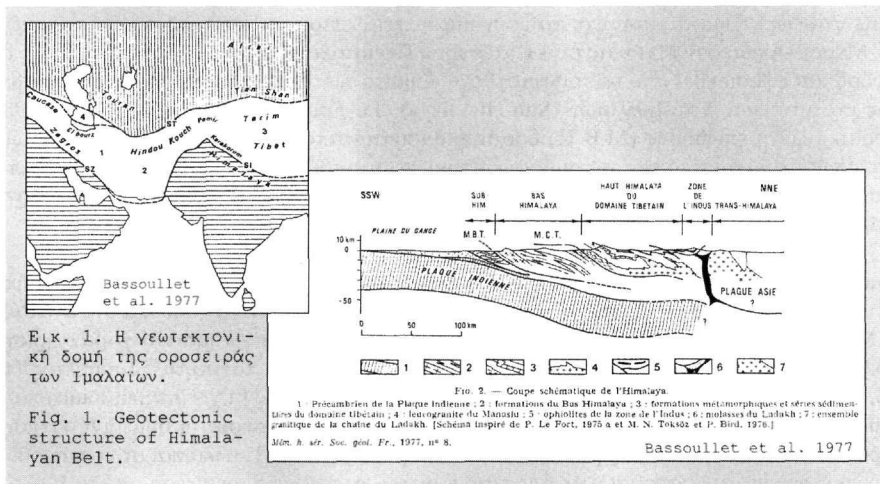 Altaï
Touran
Tian Shan
Caucase
4
ST
Pamir
Tarim
El bourz
3
Hindou Kouch
Tibet
Zagros
1
Karakorum
2
SZ
SI
Himalaya
A
Bassoullet
et al. 1977
Εικ. 1. Η γεωτεκτονι-
κή δομή της οροσειράς
των Ιμαλαΐων.
Fig. 1. Geotectonic
structure of Himala-
yan Belt.
SSW
SUB
HIM.
BAS
HIMALAYA
HAUT HIMALAYA
DU
DOMAINE TIBETAIN
ZONE
DE
L'INDUS
TRANS-HIMALAYA
NNE
PLAINE DU GANGE
M.B.T.
M.C.T.
10 km
0
PLAQUE INDIENNE
PLAQUE ASIE
-50
?
?
0 50 100 km
1 2 3 4 5 6 7
FIG. 2. — Coupe schématique de l'Himalaya.
1 : Précambrien de la Plaque Indienne ; 2 : formations du Bas Himalaya ; 3 : formations métamorphiques et séries sédimen-
taires du domaine tibétain ; 4 : leucogranite du Manaslu ; 5 : ophiolites de la zone de l'Indus ; 6 : molasses du Ladakh ; 7 : ensemble
granitique de la chaîne du Ladakh. [Schéma inspiré de P. Le Fort, 1975 a et M. N. Toksöz et P. Bird, 1976.]
Mém. h. sér. Soc. géol. Fr., 1977, n° 8.
Bassoullet et al. 1977